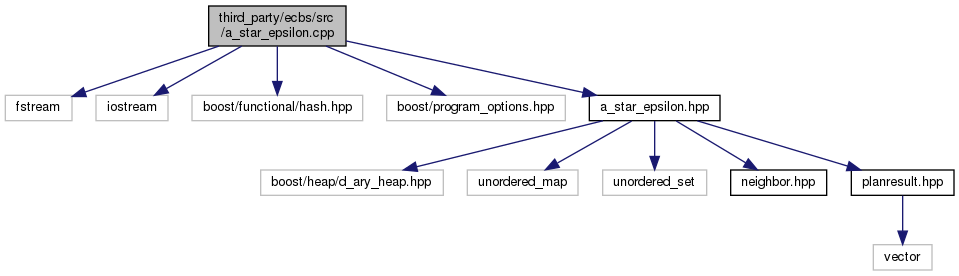 third_party/ecbs/src
/a_star_epsilon.cpp
fstream
iostream
boost/functional/hash.hpp
boost/program_options.hpp
a_star_epsilon.hpp
boost/heap/d_ary_heap.hpp
unordered_map
unordered_set
neighbor.hpp
planresult.hpp
vector